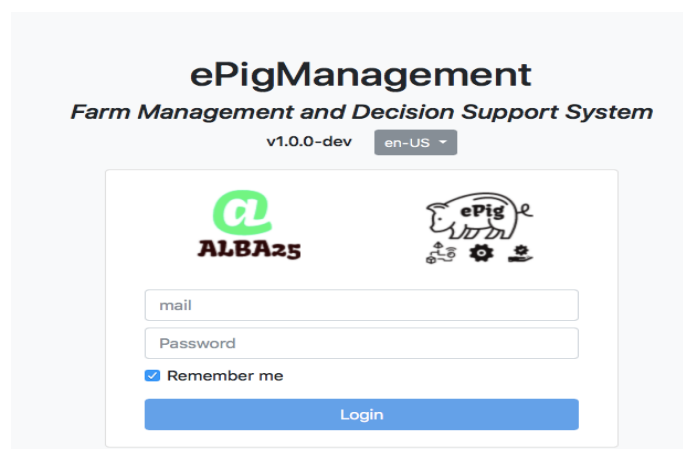 ePigManagement
Farm Management and Decision Support System
v1.0.0-dev en-US
@
ALBA25
ePig
mail
Password
Remember me
Login